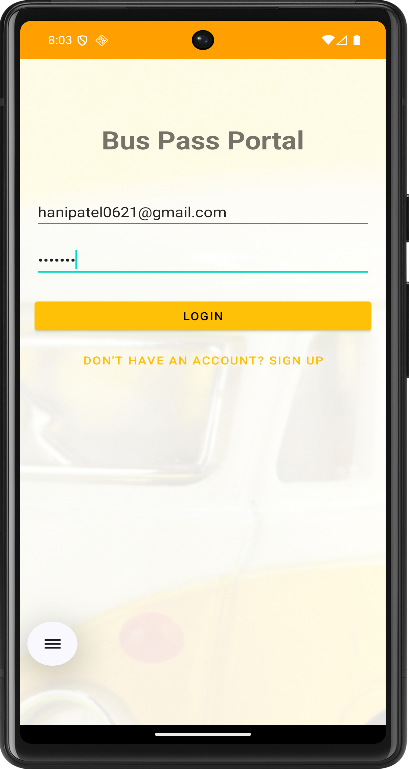 8:03
Bus Pass Portal
hanipatel0621@gmail.com
•••••••
LOGIN
DON'T HAVE AN ACCOUNT? SIGN UP